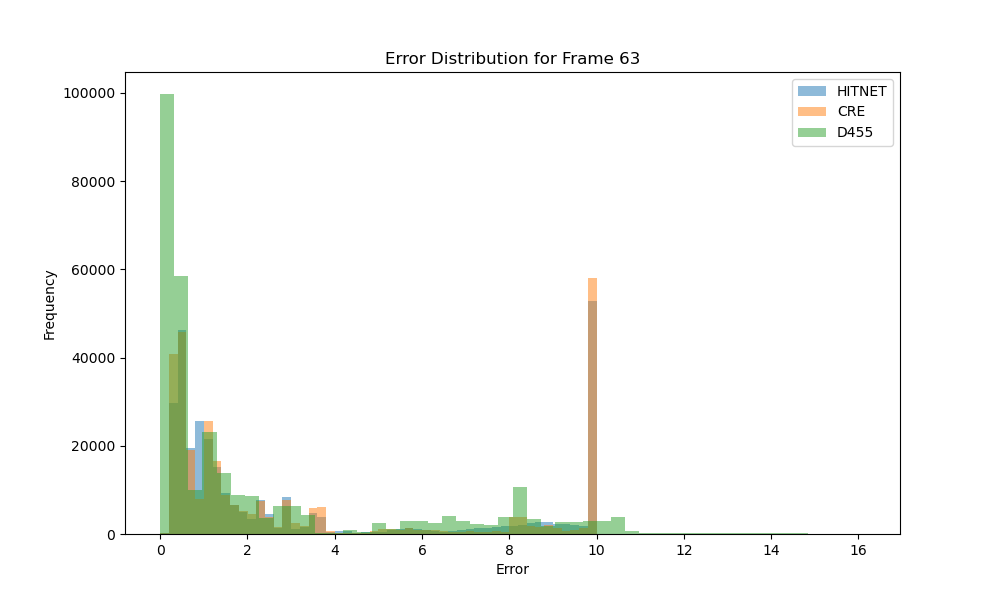 Error Distribution for Frame 63
HITNET
CRE
D455
100000
80000
60000
40000
20000
0
Frequency
0 2 4 6 8 10 12 14 16
Error